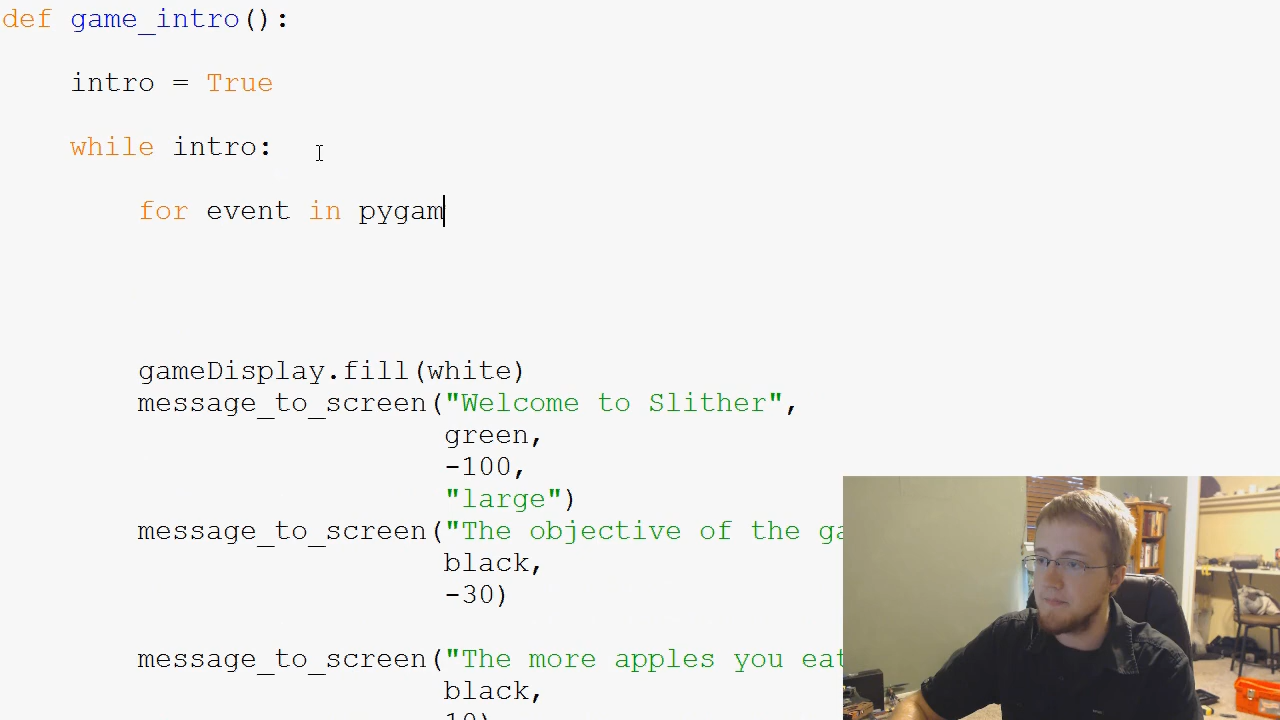 def game_intro():
intro = True
while intro:
for event in pygam
gameDisplay.fill(white)
message_to_screen("Welcome to Slither",
green,
-100,
"large")
message_to_screen("The objective of the ga
black,
-30)
message_to_screen("The more apples you eat
black,
10)